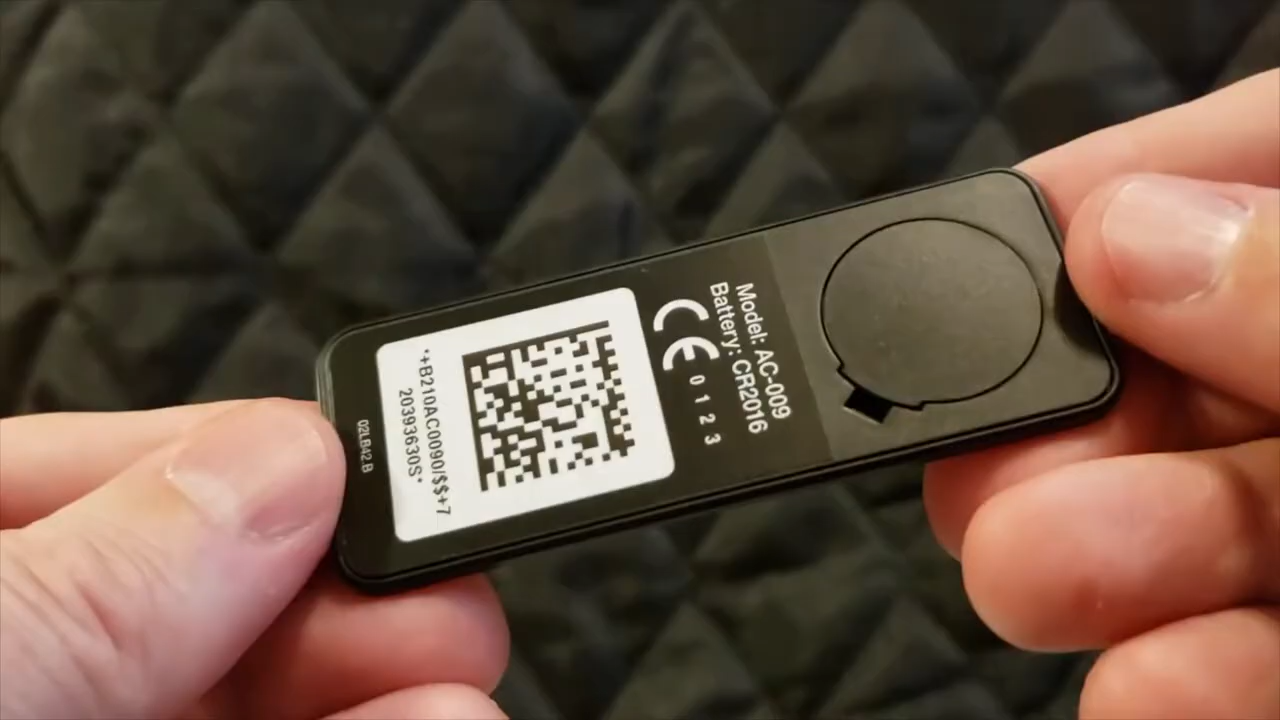 Model: AC-009
Battery: CR2016
CE 0123
*+B210AC0090/$$+7
20393630S*
02LB42.B